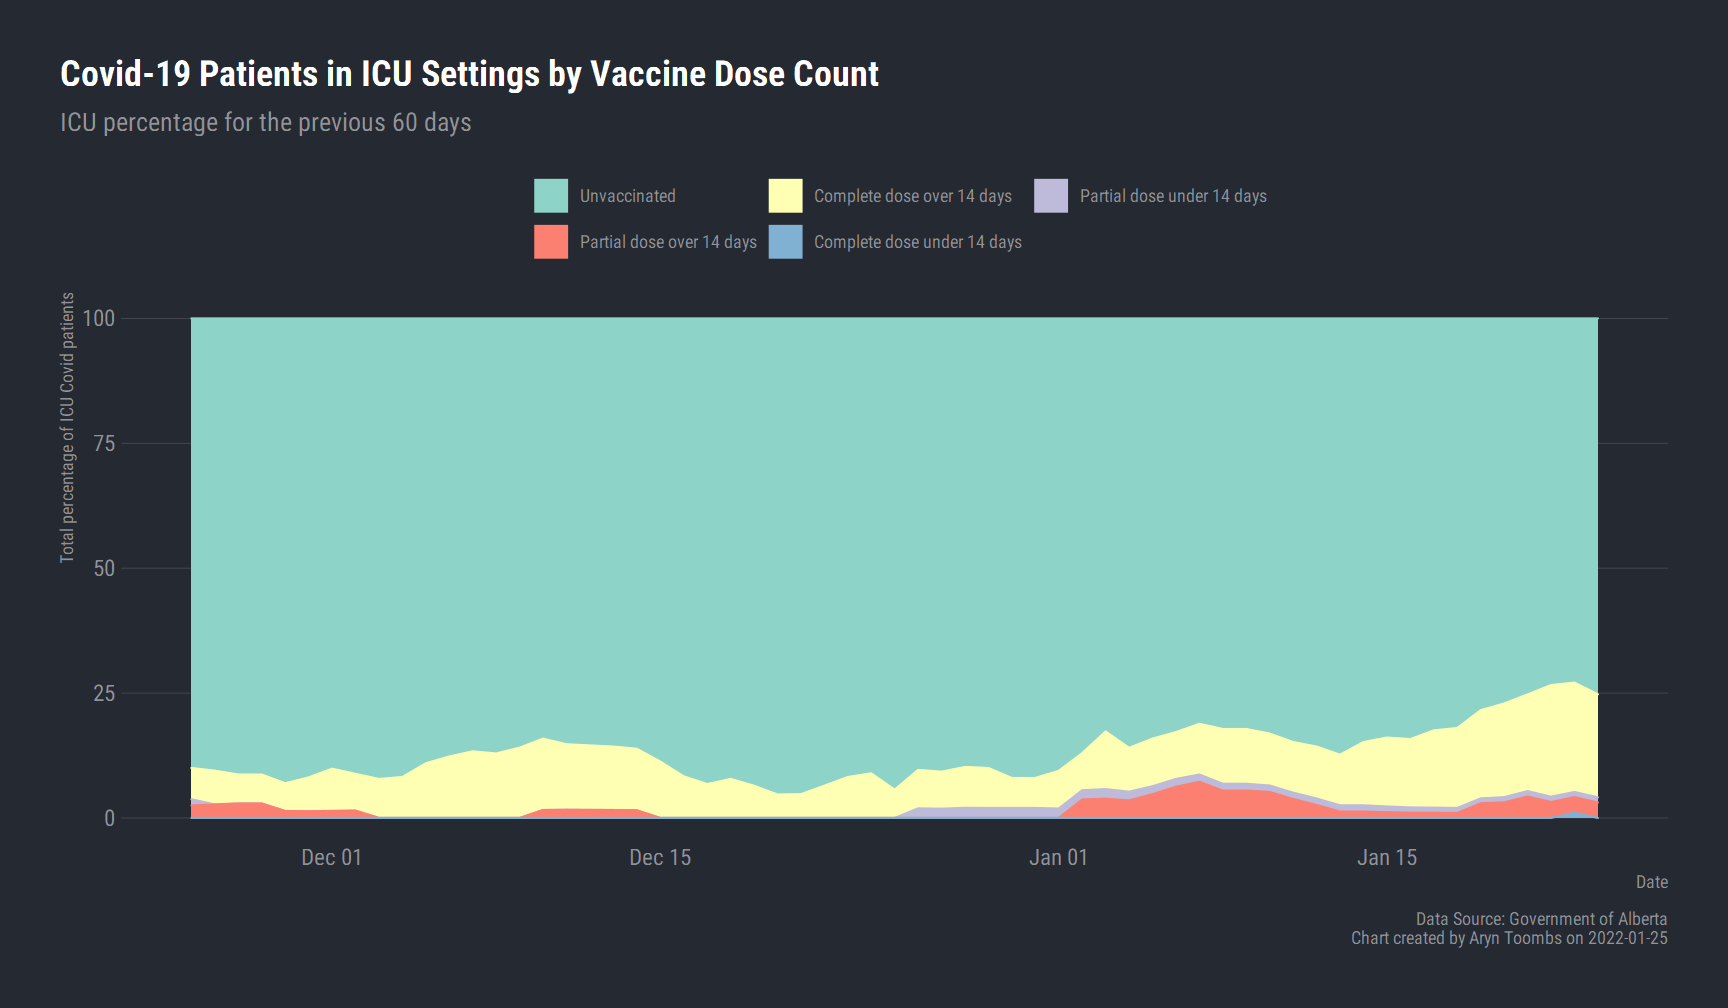 Covid-19 Patients in ICU Settings by Vaccine Dose Count
ICU percentage for the previous 60 days
Unvaccinated
Complete dose over 14 days
Partial dose under 14 days
Partial dose over 14 days
Complete dose under 14 days
Total percentage of ICU Covid patients
100
75
50
25
0
Dec 01
Dec 15
Jan 01
Jan 15
Date
Data Source: Government of Alberta
Chart created by Aryn Toombs on 2022-01-25